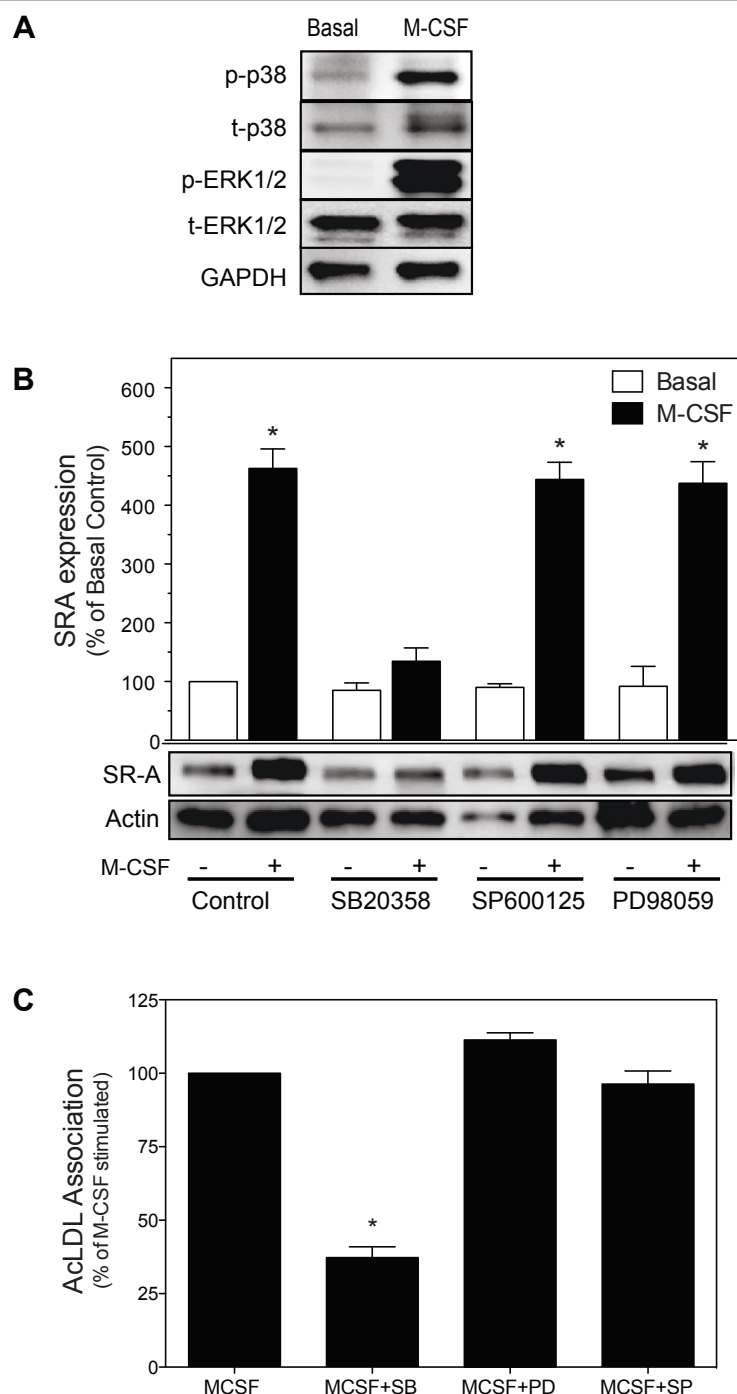 A
Basal M-CSF
p-p38
t-p38
p-ERK1/2
t-ERK1/2
GAPDH
B
Basal
M-CSF
SRA expression
(% of Basal Control)
600
500
400
300
200
100
0
* * *
SR-A
Actin
M-CSF - + - + - + - +
Control SB20358 SP600125 PD98059
C
AcLDL Association
(% of M-CSF stimulated)
125
100
75
50
25
0
*
MCSF MCSF+SB MCSF+PD MCSF+SP